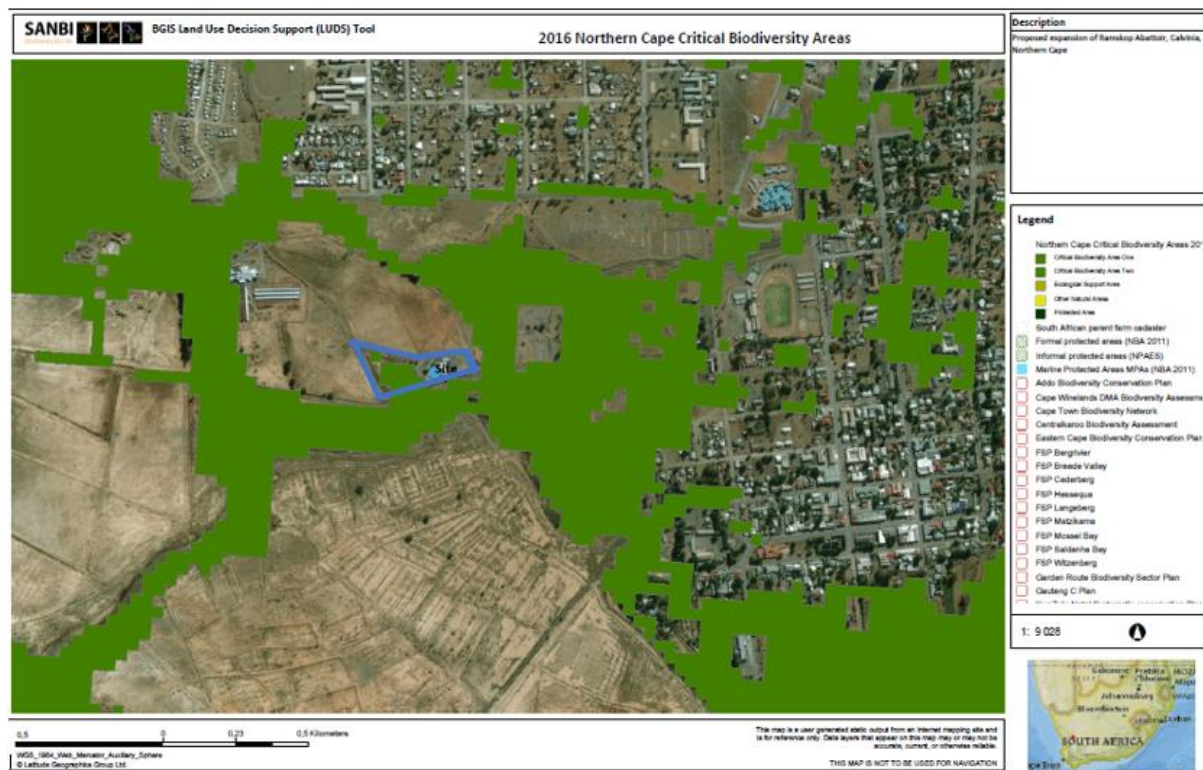 SANBI
BGIS Land Use Decision Support (LUDS) Tool
2016 Northern Cape Critical Biodiversity Areas
Description
Proposed expansion of Ramskop Abattoir, Calvinia,
Northern Cape
Site
Legend
Northern Cape Critical Biodiversity Areas 201
Critical Biodiversity Area One
Critical Biodiversity Area Two
Ecological Support Area
Other Natural Areas
Protected Area
South African parent farm cadaster
Formal protected areas (NBA 2011)
Informal protected areas (NPAES)
Marine Protected Areas MPAs (NBA 2011)
Addo Biodiversity Conservation Plan
Cape Winelands DMA Biodiversity Assessme
Cape Town Biodiversity Network
Centralkaroo Biodiversity Assessment
Eastern Cape Biodiversity Conservation Plan
FSP Bergrivier
FSP Breede Valley
FSP Cederberg
FSP Hessequa
FSP Langeberg
FSP Matzikama
FSP Mossel Bay
FSP Saldanha Bay
FSP Witzenberg
Garden Route Biodiversity Sector Plan
Gauteng C Plan
1: 9 028
0,5 0 0,23 0,5 Kilometers
WGS_1984_Web_Mercator_Auxiliary_Sphere
© Latitude Geographics Group Ltd.
This map is a user generated static output from an Internet mapping site and
is for reference only. Data layers that appear on this map may or may not be
accurate, current, or otherwise reliable.
THIS MAP IS NOT TO BE USED FOR NAVIGATION
Gaborone Pretoria
Johannesburg
Bloemfontein
Durban
SOUTH AFRICA